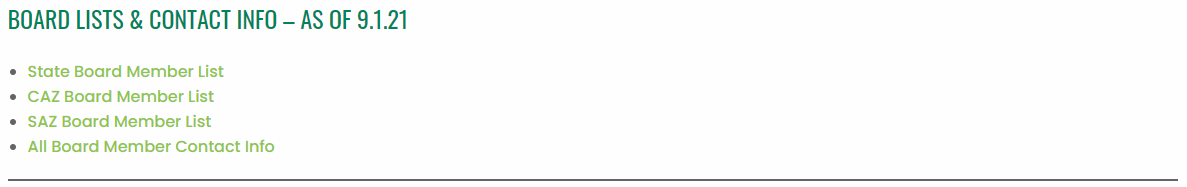 BOARD LISTS & CONTACT INFO – AS OF 9.1.21
State Board Member List
CAZ Board Member List
SAZ Board Member List
All Board Member Contact Info